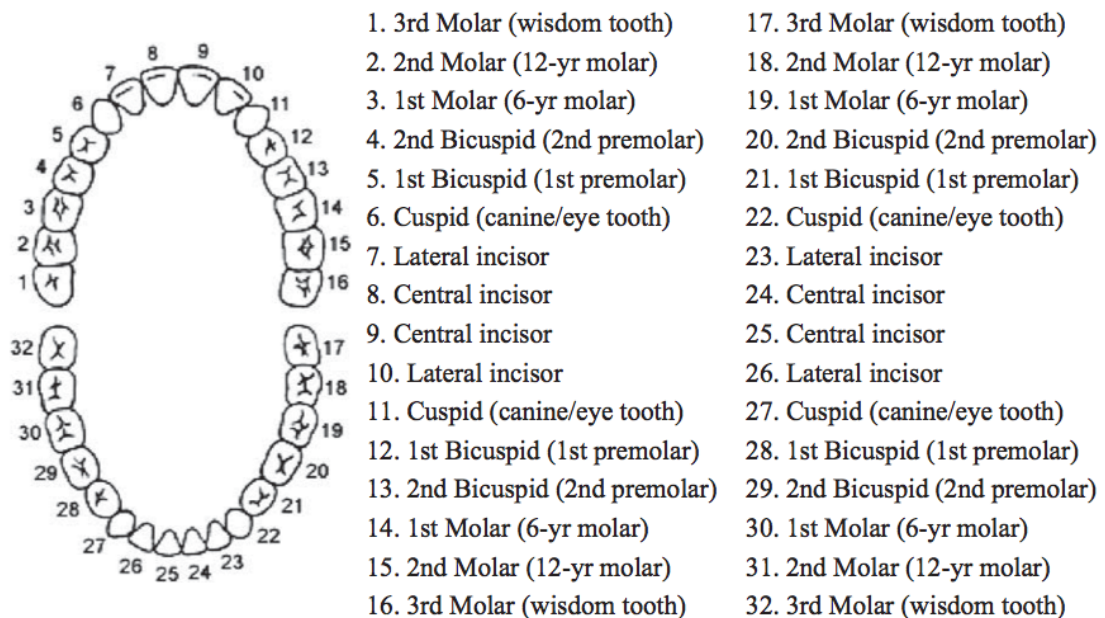 8
9
7
10
6
11
5
12
4
13
3
14
2
15
1
16
32
17
31
18
30
19
29
20
28
21
27
22
26
23
25
24
1. 3rd Molar (wisdom tooth)
2. 2nd Molar (12-yr molar)
3. 1st Molar (6-yr molar)
4. 2nd Bicuspid (2nd premolar)
5. 1st Bicuspid (1st premolar)
6. Cuspid (canine/eye tooth)
7. Lateral incisor
8. Central incisor
9. Central incisor
10. Lateral incisor
11. Cuspid (canine/eye tooth)
12. 1st Bicuspid (1st premolar)
13. 2nd Bicuspid (2nd premolar)
14. 1st Molar (6-yr molar)
15. 2nd Molar (12-yr molar)
16. 3rd Molar (wisdom tooth)
17. 3rd Molar (wisdom tooth)
18. 2nd Molar (12-yr molar)
19. 1st Molar (6-yr molar)
20. 2nd Bicuspid (2nd premolar)
21. 1st Bicuspid (1st premolar)
22. Cuspid (canine/eye tooth)
23. Lateral incisor
24. Central incisor
25. Central incisor
26. Lateral incisor
27. Cuspid (canine/eye tooth)
28. 1st Bicuspid (1st premolar)
29. 2nd Bicuspid (2nd premolar)
30. 1st Molar (6-yr molar)
31. 2nd Molar (12-yr molar)
32. 3rd Molar (wisdom tooth)